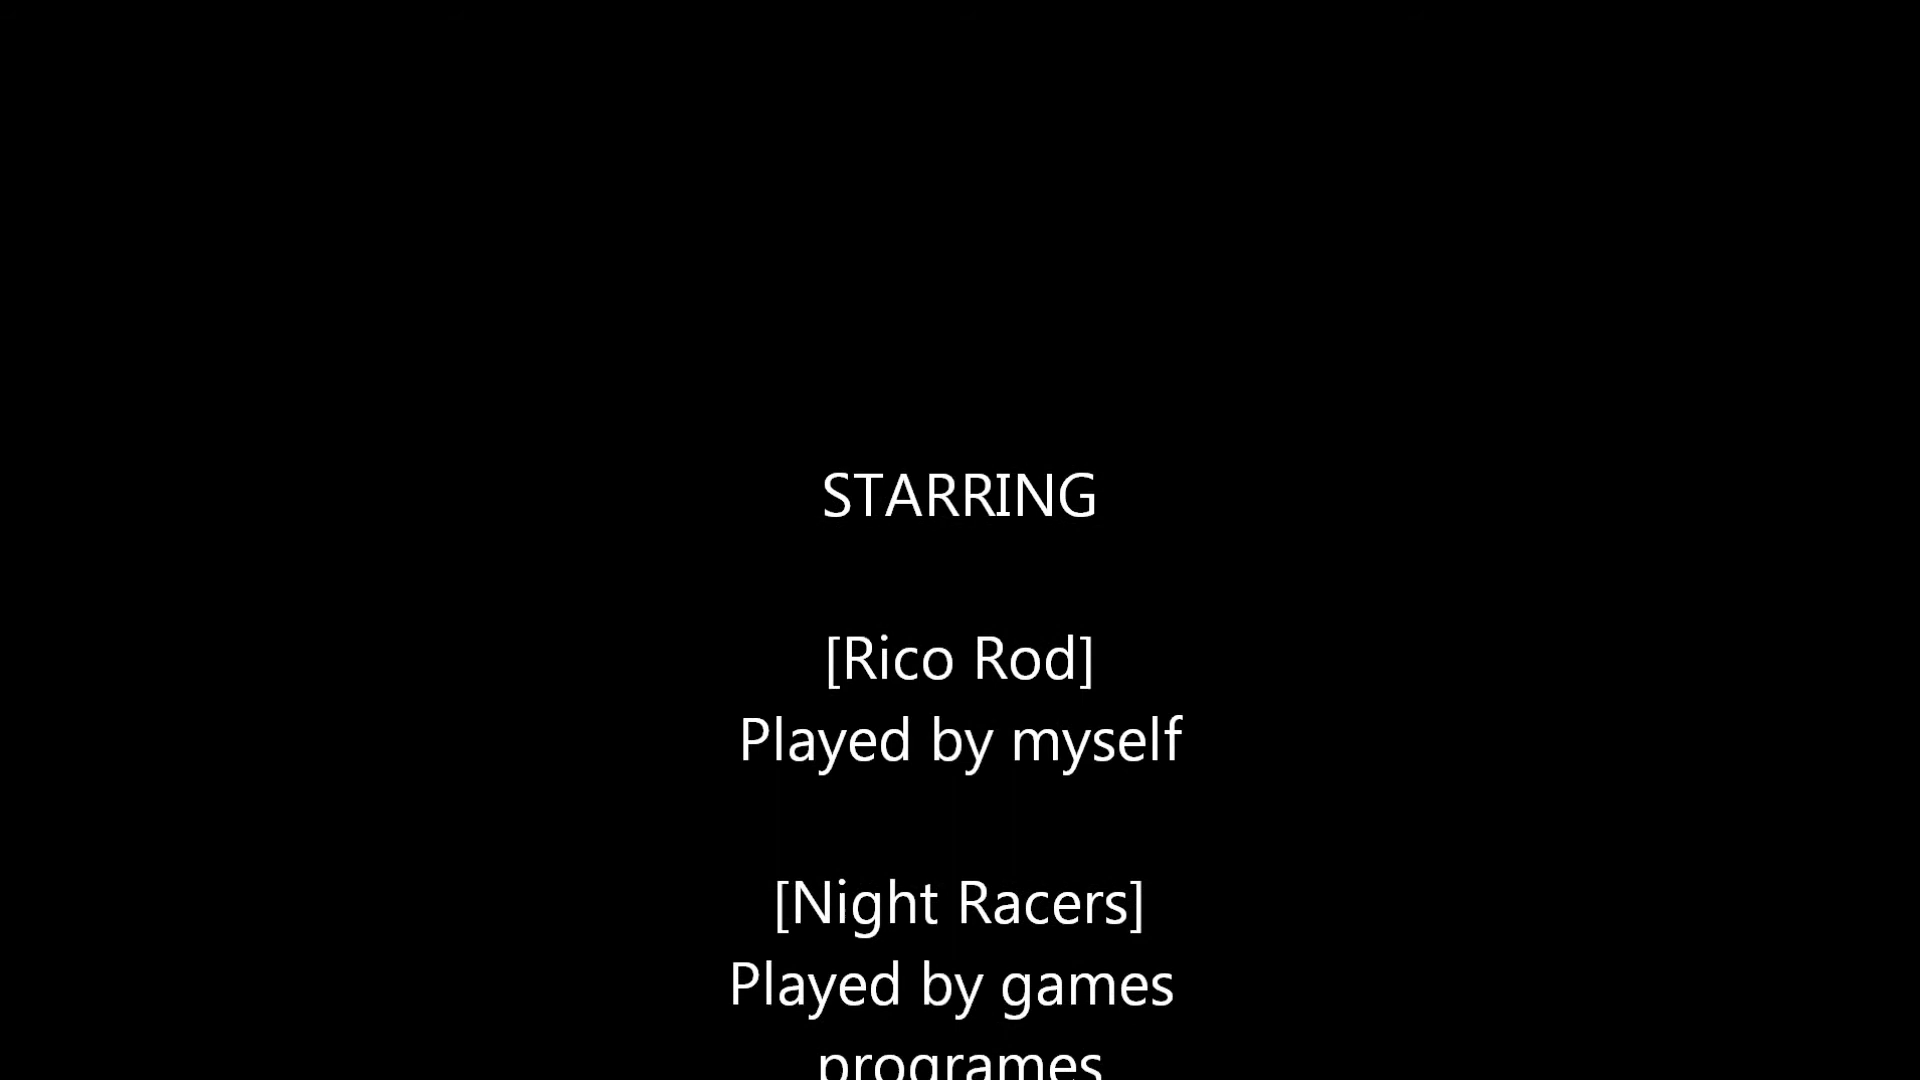 STARRING
[Rico Rod]
Played by myself
[Night Racers]
Played by games
programes